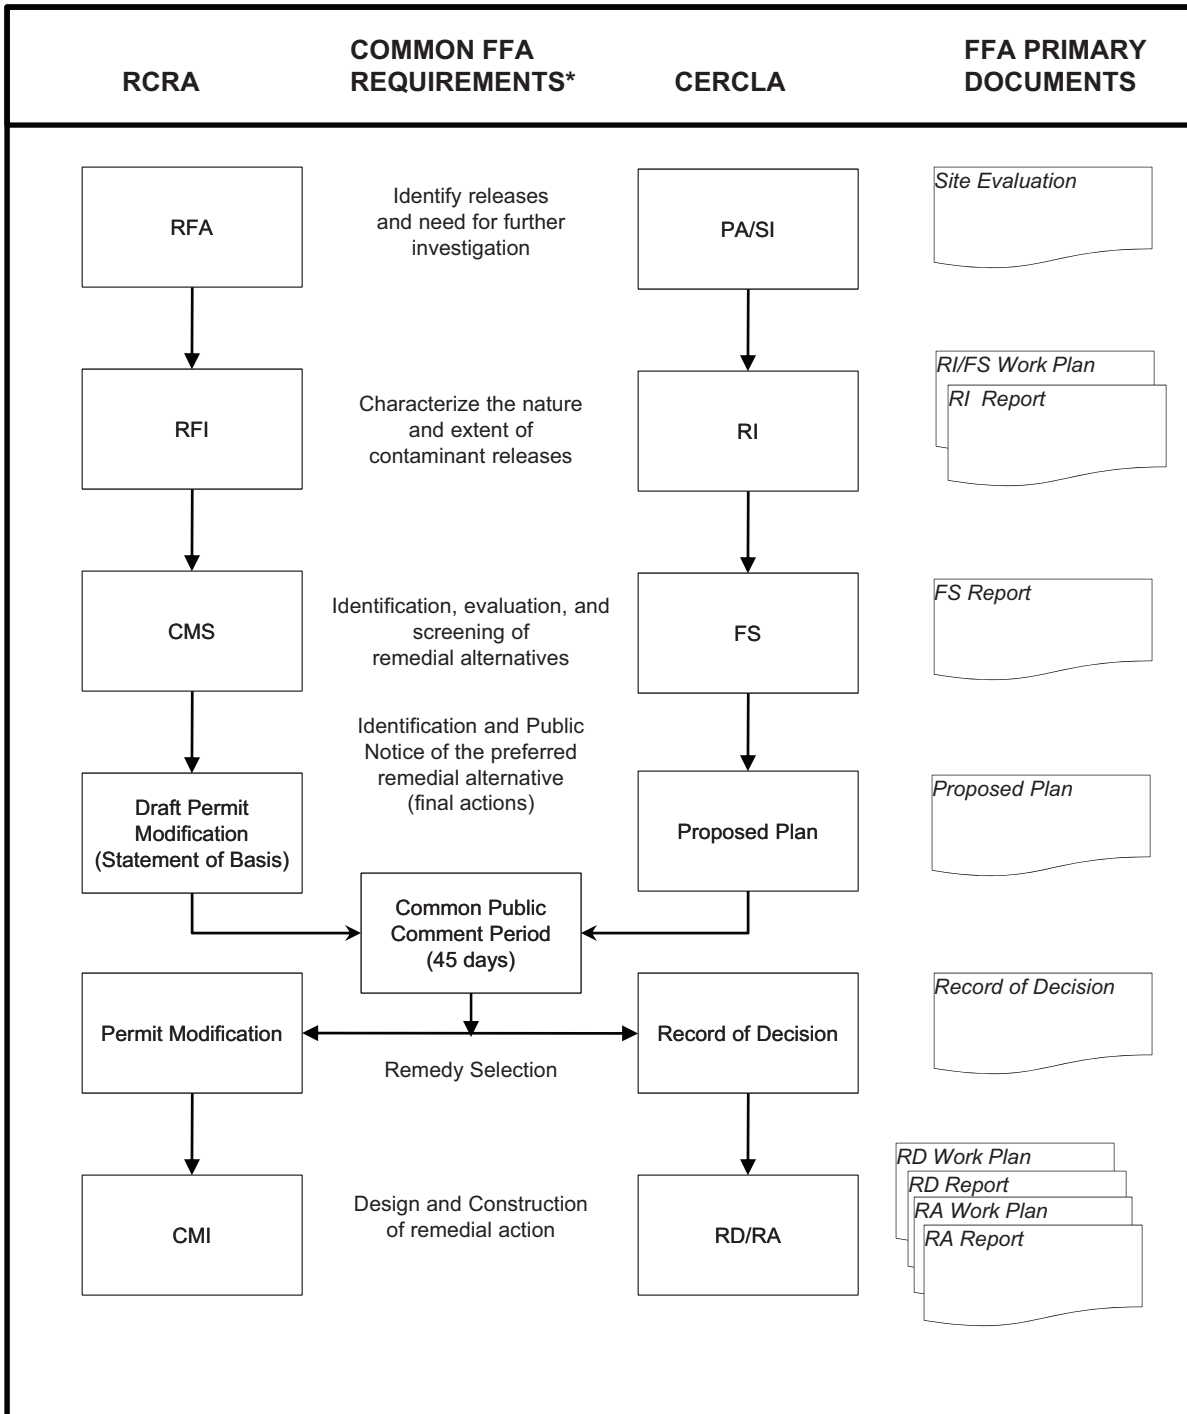 RCRA
COMMON FFA
REQUIREMENTS*
CERCLA
FFA PRIMARY
DOCUMENTS
RFA
Identify releases
and need for further
investigation
PA/SI
Site Evaluation
RFI
Characterize the nature
and extent of
contaminant releases
RI
RI/FS Work Plan
RI Report
CMS
Identification, evaluation, and
screening of
remedial alternatives
FS
FS Report
Draft Permit
Modification
(Statement of Basis)
Identification and Public
Notice of the preferred
remedial alternative
(final actions)
Proposed Plan
Proposed Plan
Common Public
Comment Period
(45 days)
Permit Modification
Remedy Selection
Record of Decision
Record of Decision
CMI
Design and Construction
of remedial action
RD/RA
RD Work Plan
RD Report
RA Work Plan
RA Report